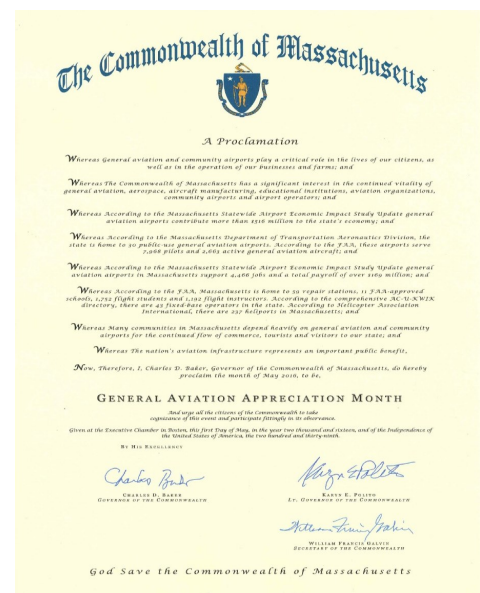 The Commonwealth of Massachusetts
A Proclamation
Whereas General aviation and community airports play a critical role in the lives of our citizens, as
well as in the operation of our businesses and farms; and
Whereas The Commonwealth of Massachusetts has a significant interest in the continued vitality of
general aviation, aerospace, aircraft manufacturing, educational institutions, aviation organizations,
community airports and airport operators; and
Whereas According to the Massachusetts Statewide Airport Economic Impact Study Update general
aviation airports contribute more than $516 million to the state's economy; and
Whereas According to the Massachusetts Department of Transportation Aeronautics Division, the
state is home to 30 public-use general aviation airports. According to the FAA, these airports serve
7,968 pilots and 2,663 active general aviation aircraft; and
Whereas According to the Massachusetts Statewide Airport Economic Impact Study Update general
aviation airports in Massachusetts support 4,466 jobs and a total payroll of over $169 million; and
Whereas According to the FAA, Massachusetts is home to 59 repair stations, 11 FAA-approved
schools, 1,752 flight students and 1,192 flight instructors. According to the comprehensive AC-U-KWIK
directory, there are 43 fixed-base operators in the state. According to Helicopter Association
International, there are 237 heliports in Massachusetts; and
Whereas Many communities in Massachusetts depend heavily on general aviation and community
airports for the continued flow of commerce, tourists and visitors to our state; and
Whereas The nation's aviation infrastructure represents an important public benefit,
Now, Therefore, I, Charles D. Baker, Governor of the Commonwealth of Massachusetts, do hereby
proclaim the month of May 2016, to be,
GENERAL AVIATION APPRECIATION MONTH
And urge all the citizens of the Commonwealth to take
cognizance of this event and participate fittingly in its observance.
Given at the Executive Chamber in Boston, this first Day of May, in the year two thousand and sixteen, and of the Independence of
the United States of America, the two hundred and thirty-ninth.
BY HIS EXCELLENCY
CHARLES D. BAKER
GOVERNOR OF THE COMMONWEALTH
KARYN E. POLITO
LT. GOVERNOR OF THE COMMONWEALTH
WILLIAM FRANCIS GALVIN
SECRETARY OF THE COMMONWEALTH
God Save the Commonwealth of Massachusetts